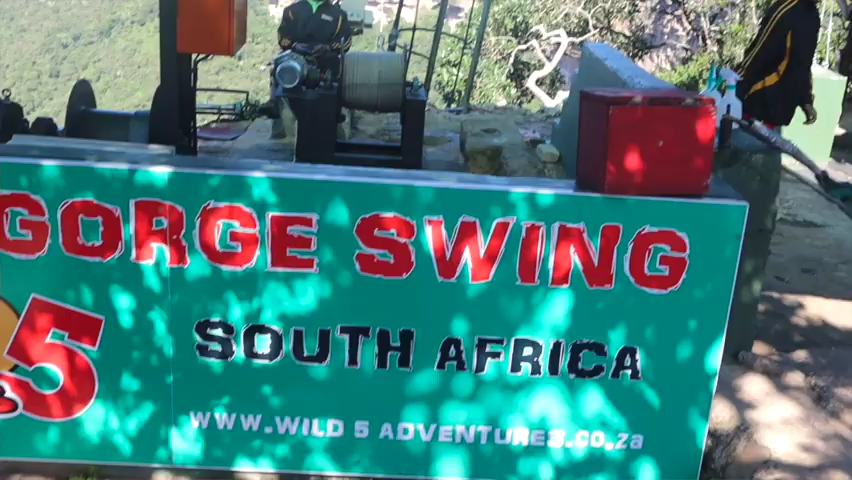 GORGE SWING
5
SOUTH AFRICA
WWW.WILD 5 ADVENTURES.CO.ZA